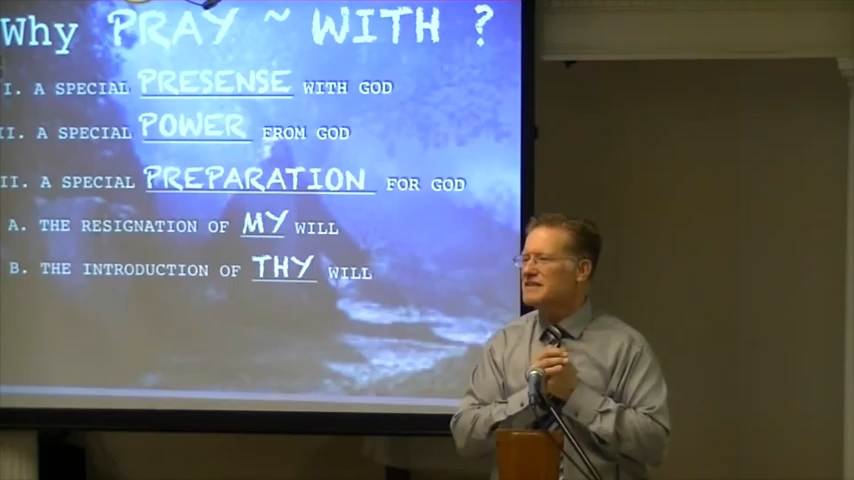 Why PRAY ~ WITH ?
I. A SPECIAL PRESENSE WITH GOD
II. A SPECIAL POWER FROM GOD
II. A SPECIAL PREPARATION FOR GOD
A. THE RESIGNATION OF MY WILL
B. THE INTRODUCTION OF THY WILL